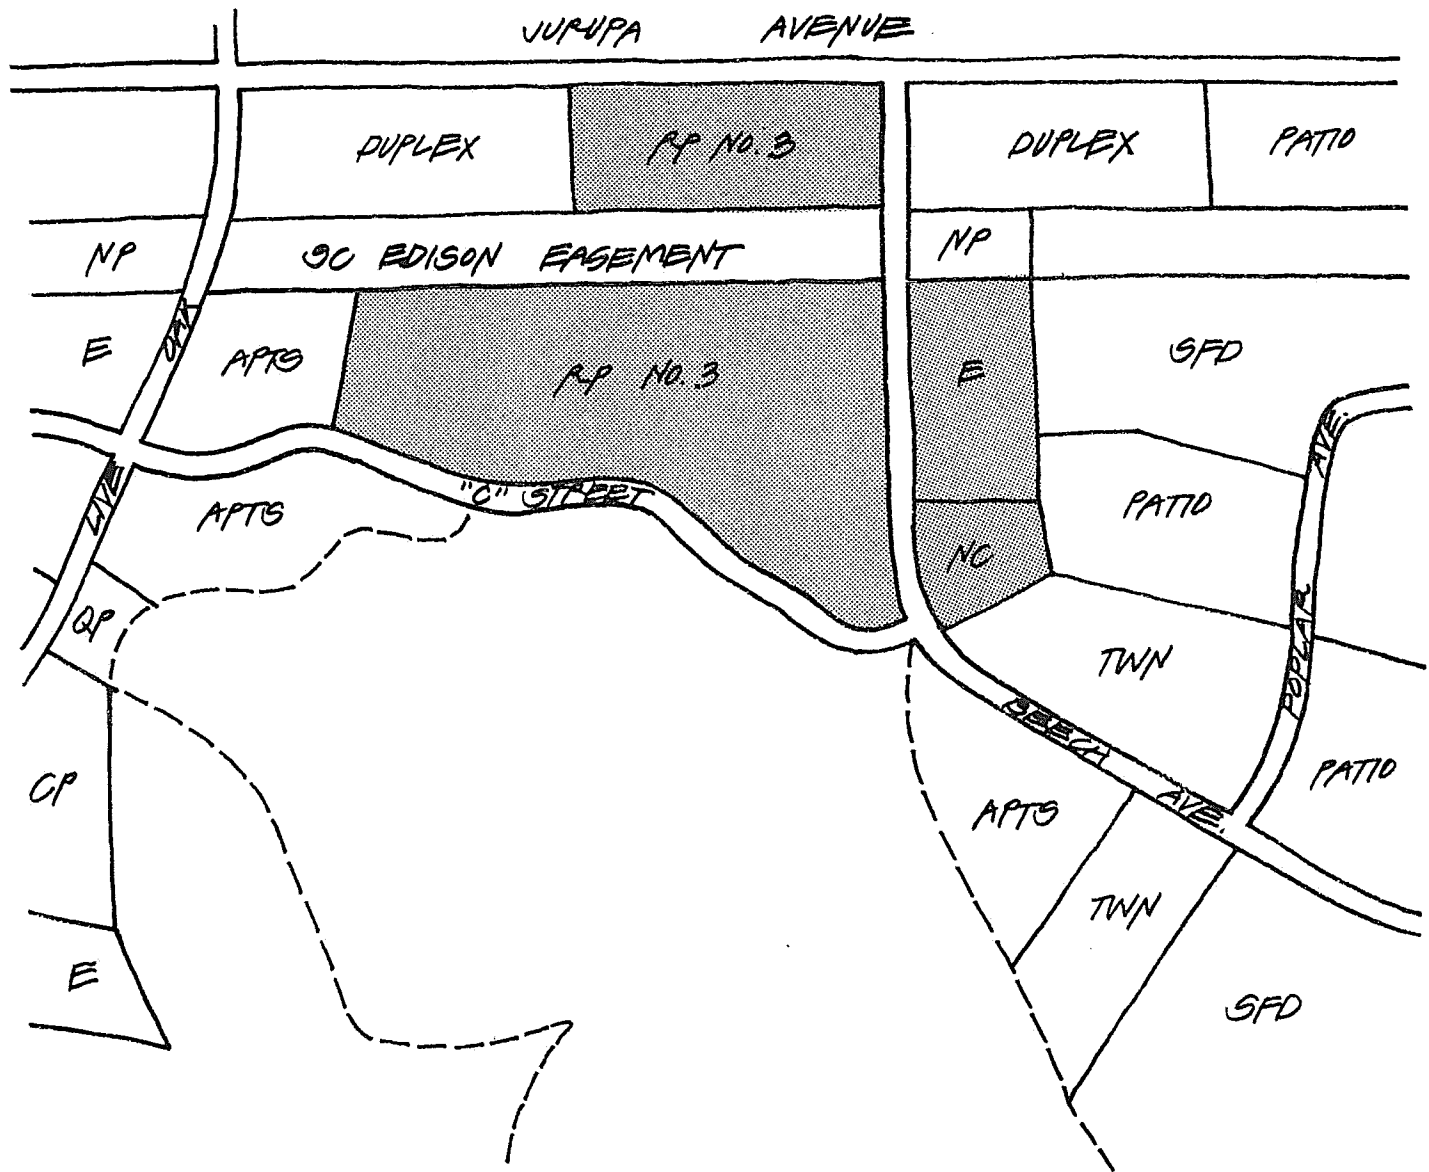 JURUPA AVENUE
DUPLEX
RP NO. 3
DUPLEX
PATIO
NP
SC EDISON EASEMENT
NP
E
LIVE OAK
APTS
RP NO. 3
E
SFD
APTS
"C" STREET
NC
PATIO
POPLAR AVE.
QP
TWN
BEECH AVE.
CP
APTS
PATIO
TWN
E
SFD